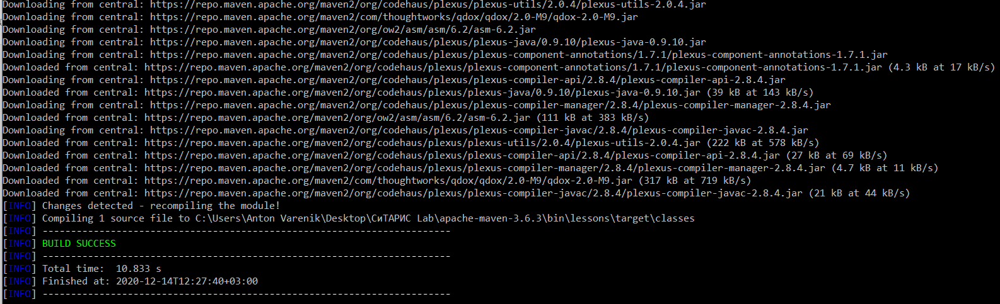 Downloading from central: https://repo.maven.apache.org/maven2/org/codehaus/plexus/plexus-utils/2.0.4/plexus-utils-2.0.4.jar
Downloading from central: https://repo.maven.apache.org/maven2/com/thoughtworks/qdox/qdox/2.0-M9/qdox-2.0-M9.jar
Downloading from central: https://repo.maven.apache.org/maven2/org/ow2/asm/asm/6.2/asm-6.2.jar
Downloading from central: https://repo.maven.apache.org/maven2/org/codehaus/plexus/plexus-java/0.9.10/plexus-java-0.9.10.jar
Downloading from central: https://repo.maven.apache.org/maven2/org/codehaus/plexus/plexus-component-annotations/1.7.1/plexus-component-annotations-1.7.1.jar
Downloaded from central: https://repo.maven.apache.org/maven2/org/codehaus/plexus/plexus-component-annotations/1.7.1/plexus-component-annotations-1.7.1.jar (4.3 kB at 17 kB/s)
Downloading from central: https://repo.maven.apache.org/maven2/org/codehaus/plexus/plexus-compiler-api/2.8.4/plexus-compiler-api-2.8.4.jar
Downloaded from central: https://repo.maven.apache.org/maven2/org/codehaus/plexus/plexus-java/0.9.10/plexus-java-0.9.10.jar (39 kB at 143 kB/s)
Downloading from central: https://repo.maven.apache.org/maven2/org/codehaus/plexus/plexus-compiler-manager/2.8.4/plexus-compiler-manager-2.8.4.jar
Downloaded from central: https://repo.maven.apache.org/maven2/org/ow2/asm/asm/6.2/asm-6.2.jar (111 kB at 383 kB/s)
Downloading from central: https://repo.maven.apache.org/maven2/org/codehaus/plexus/plexus-compiler-javac/2.8.4/plexus-compiler-javac-2.8.4.jar
Downloaded from central: https://repo.maven.apache.org/maven2/org/codehaus/plexus/plexus-utils/2.0.4/plexus-utils-2.0.4.jar (222 kB at 578 kB/s)
Downloaded from central: https://repo.maven.apache.org/maven2/org/codehaus/plexus/plexus-compiler-api/2.8.4/plexus-compiler-api-2.8.4.jar (27 kB at 69 kB/s)
Downloaded from central: https://repo.maven.apache.org/maven2/org/codehaus/plexus/plexus-compiler-manager/2.8.4/plexus-compiler-manager-2.8.4.jar (4.7 kB at 11 kB/s)
Downloaded from central: https://repo.maven.apache.org/maven2/com/thoughtworks/qdox/qdox/2.0-M9/qdox-2.0-M9.jar (317 kB at 719 kB/s)
Downloaded from central: https://repo.maven.apache.org/maven2/org/codehaus/plexus/plexus-compiler-javac/2.8.4/plexus-compiler-javac-2.8.4.jar (21 kB at 44 kB/s)
[INFO] Changes detected - recompiling the module!
[INFO] Compiling 1 source file to C:\Users\Anton Varenik\Desktop\СиТАРИС Lab\apache-maven-3.6.3\bin\lessons\target\classes
[INFO] ------------------------------------------------------------------------
[INFO] BUILD SUCCESS
[INFO] ------------------------------------------------------------------------
[INFO] Total time:  10.833 s
[INFO] Finished at: 2020-12-14T12:27:40+03:00
[INFO] ------------------------------------------------------------------------